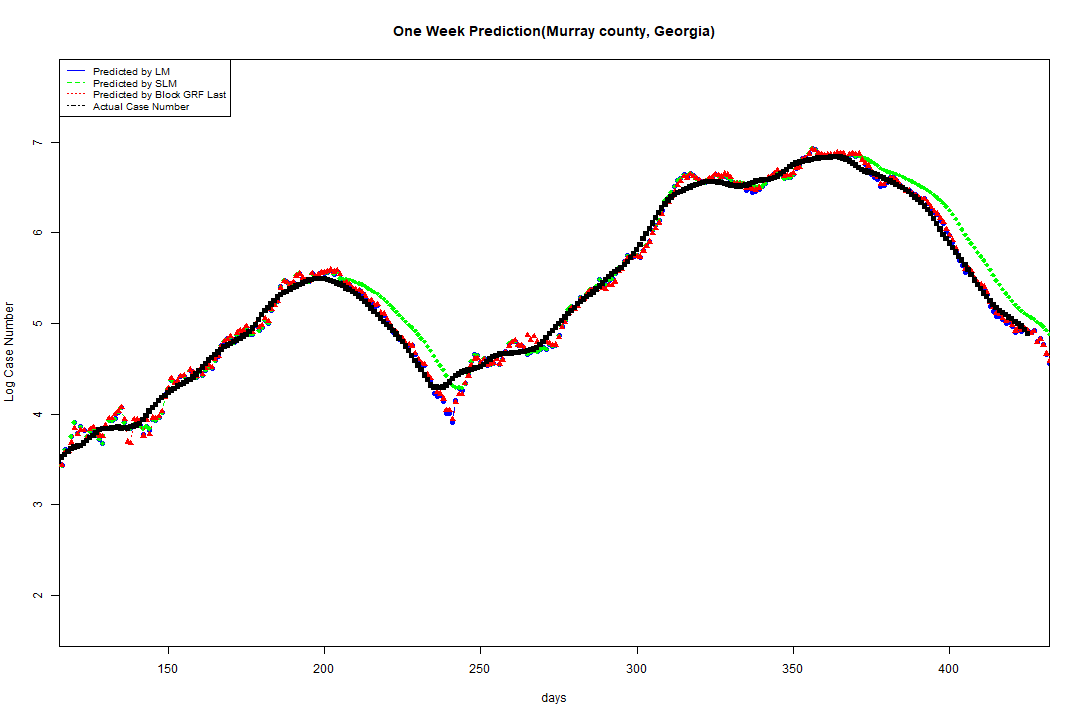 One Week Prediction(Murray county, Georgia)
Predicted by LM
Predicted by SLM
Predicted by Block GRF Last
Actual Case Number
7
6
5
4
3
2
Log Case Number
150 200 250 300 350 400
days